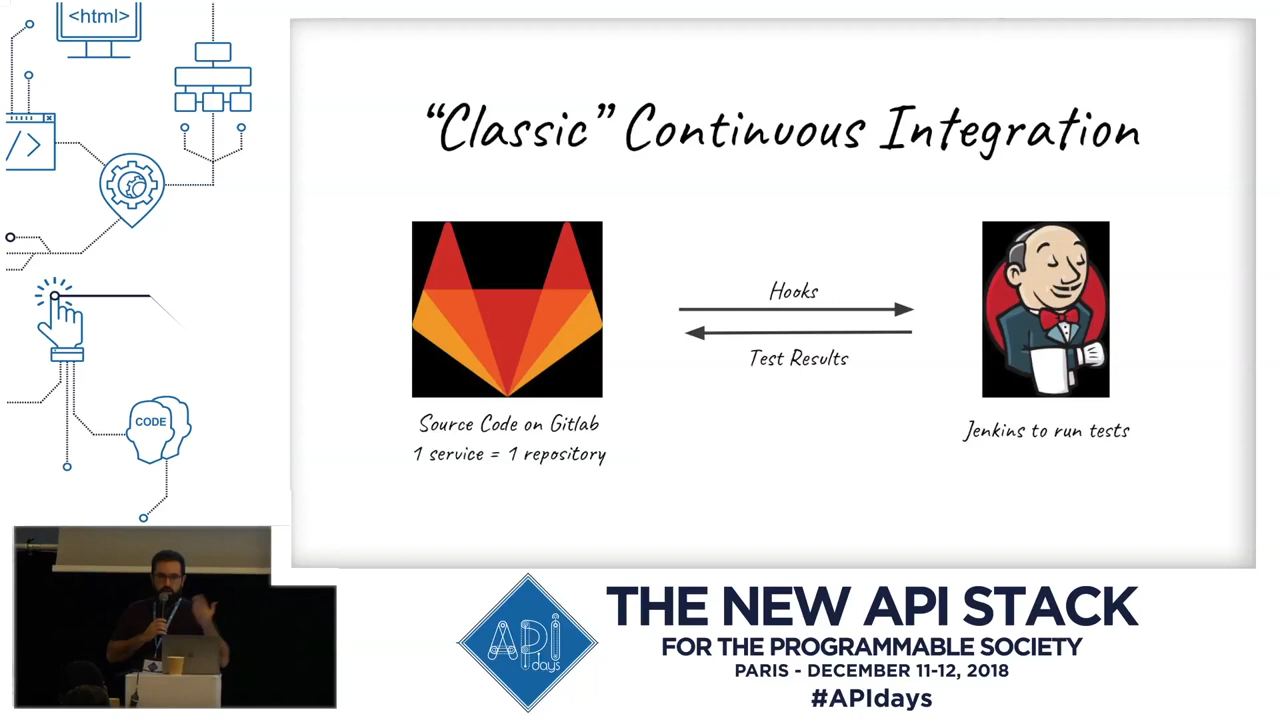 <html>
</>
CODE
“Classic” Continuous Integration
Hooks
Test Results
Source Code on Gitlab
1 service = 1 repository
Jenkins to run tests
API
days
THE NEW API STACK
FOR THE PROGRAMMABLE SOCIETY
PARIS - DECEMBER 11-12, 2018
#APIdays